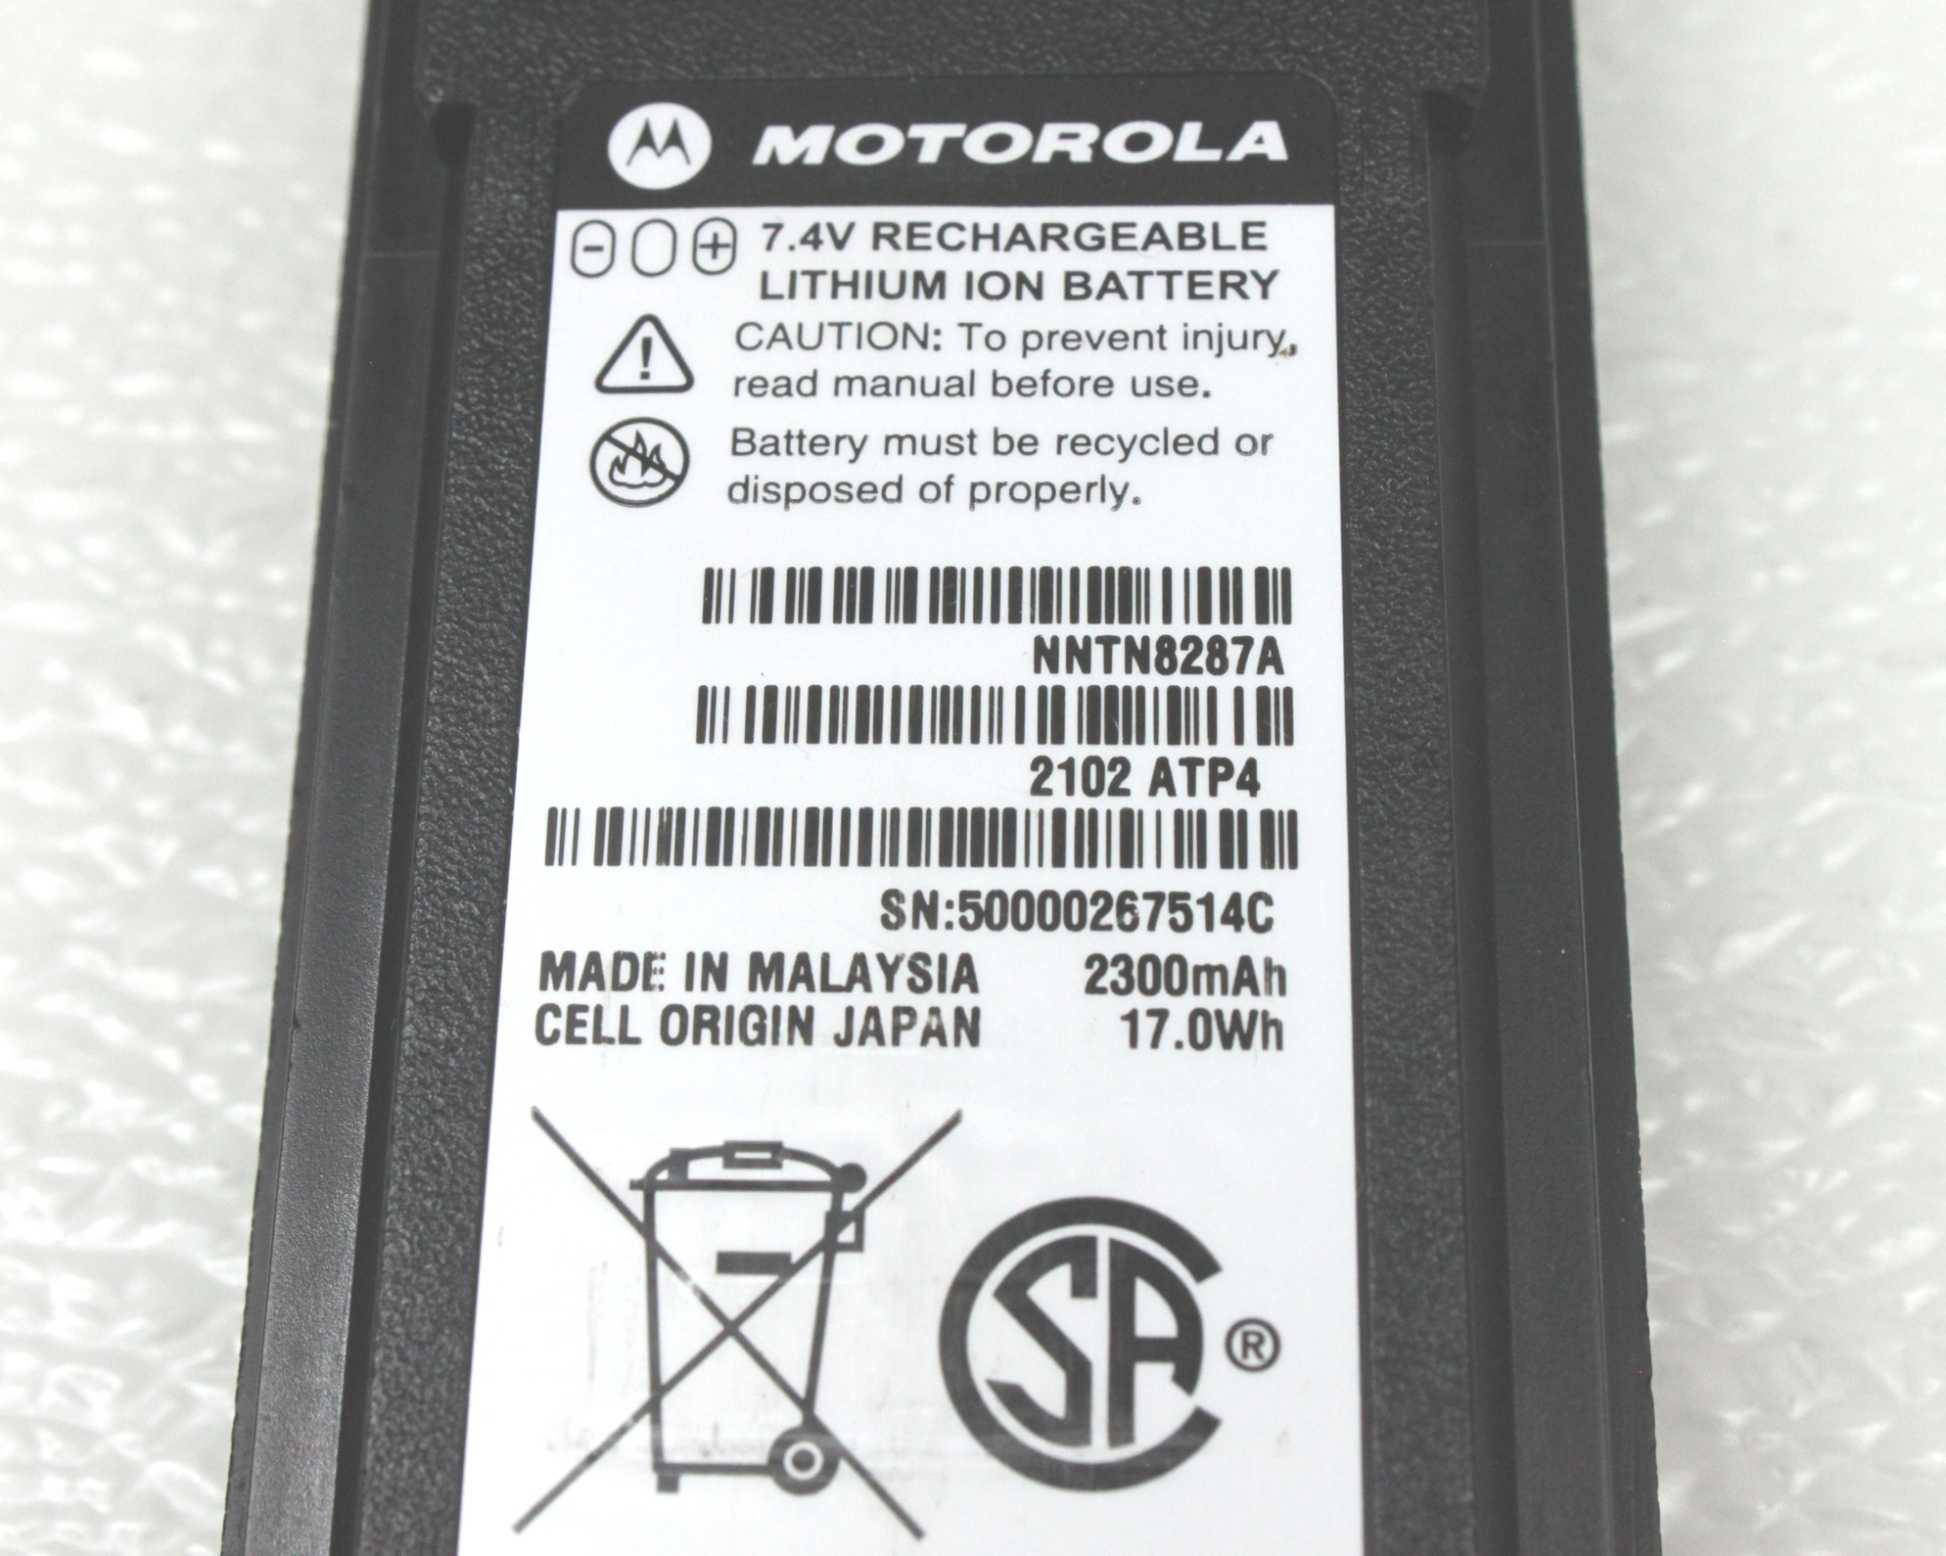 MOTOROLA
7.4V RECHARGEABLE
LITHIUM ION BATTERY
CAUTION: To prevent injury,
read manual before use.
Battery must be recycled or
disposed of properly.
NNTN8287A
2102 ATP4
SN:50000267514C
MADE IN MALAYSIA 2300mAh
CELL ORIGIN JAPAN 17.0Wh
SA ®